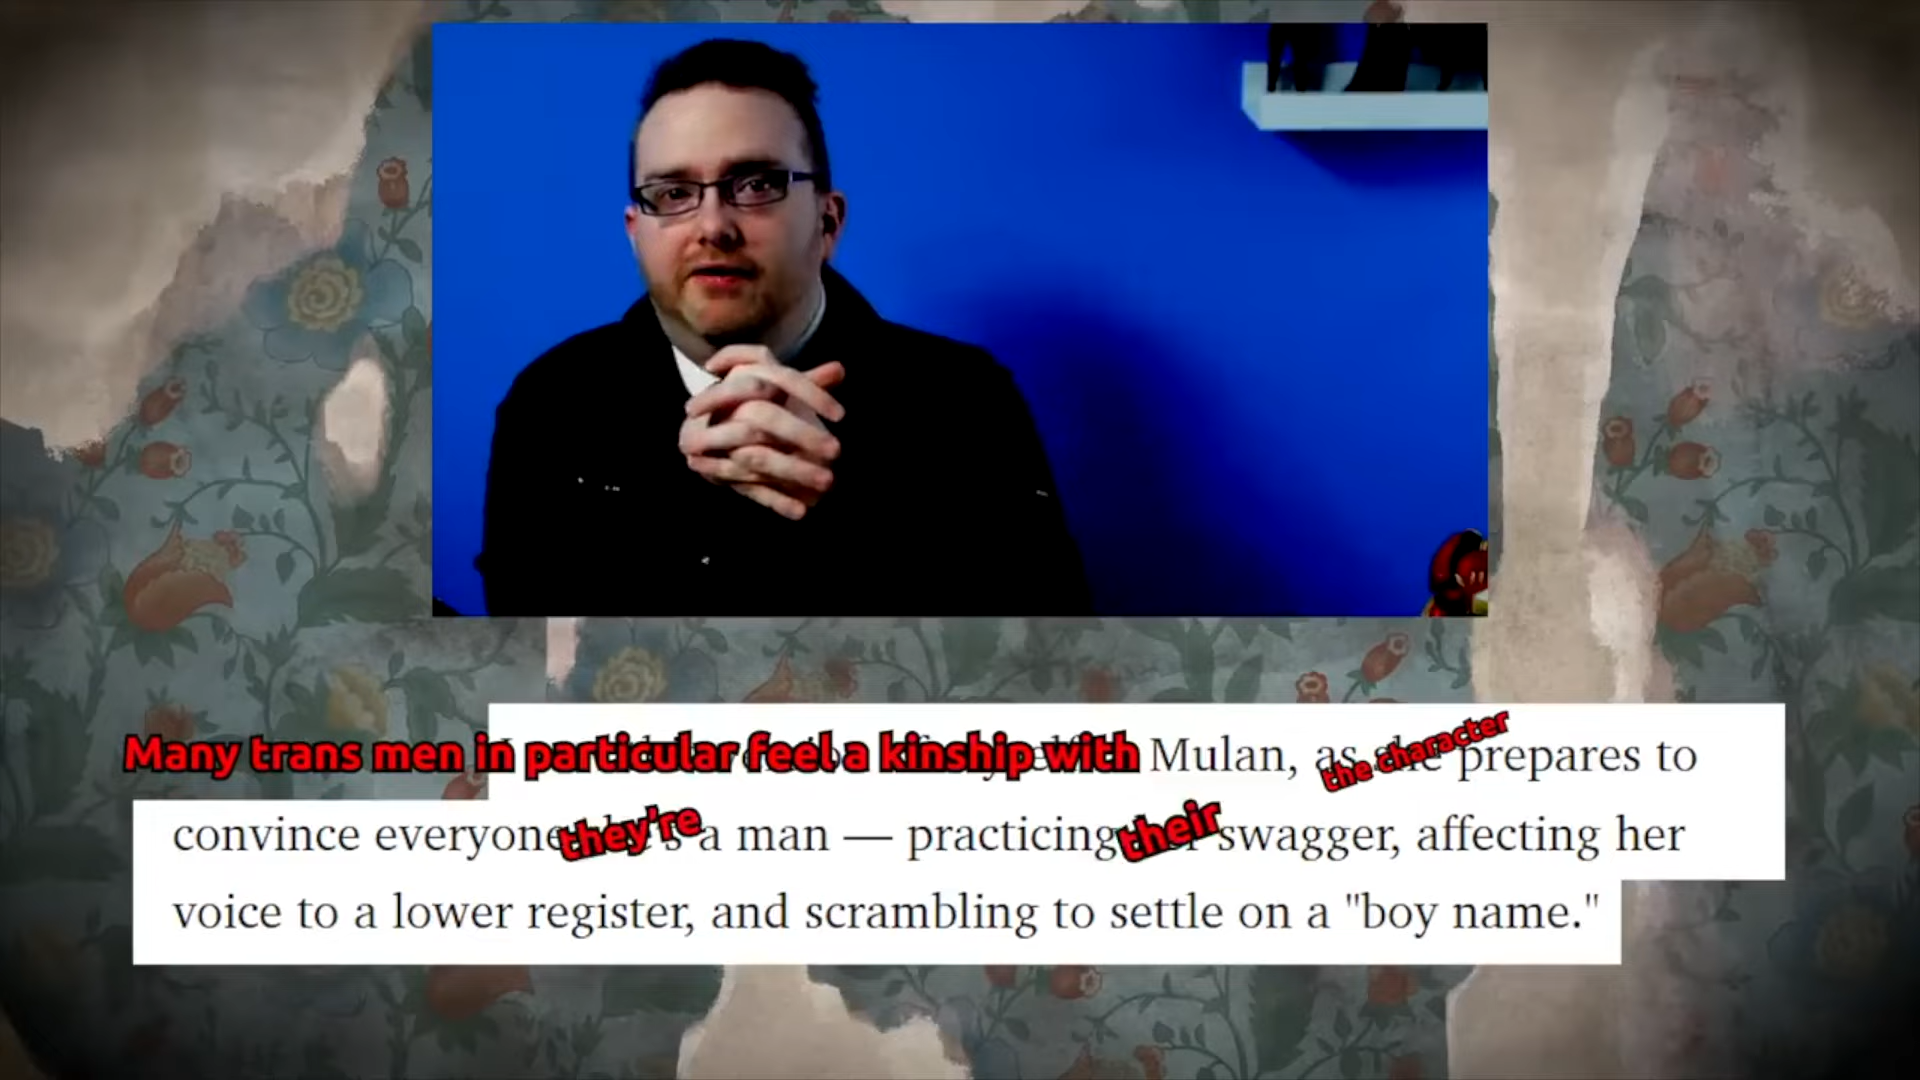 Many trans men in particular feel a kinship with Mulan, as the character prepares to
convince everyone they're a man — practicing their swagger, affecting her
voice to a lower register, and scrambling to settle on a "boy name."